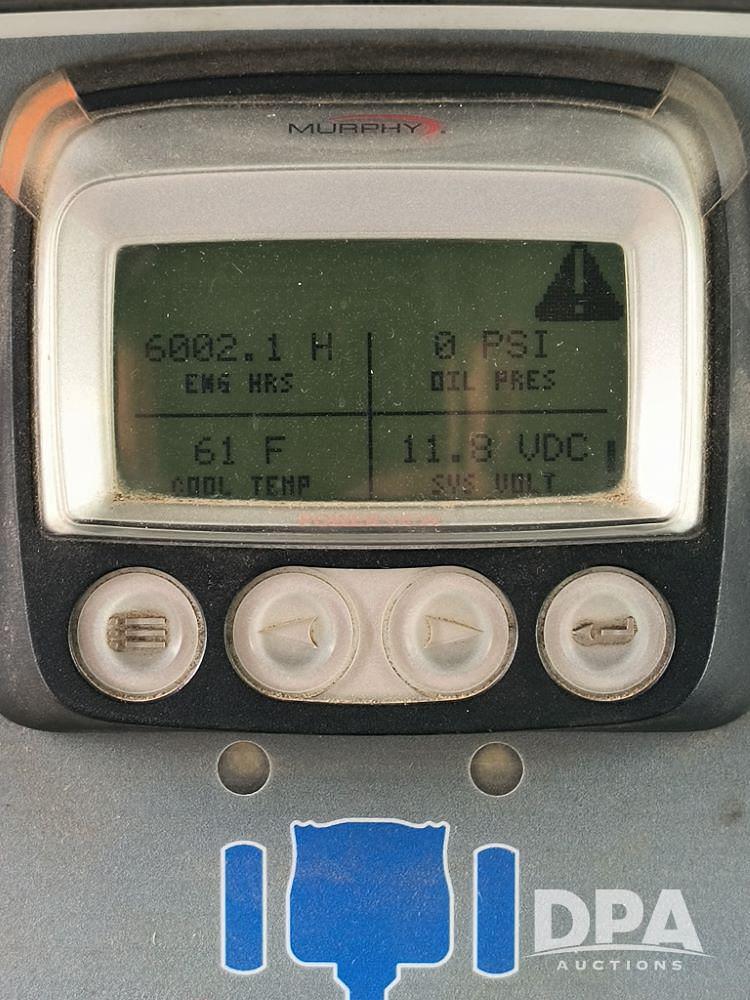 MURPHY
6002.1 H
ENG HRS
0 PSI
OIL PRES
61 F
COOL TEMP
11.8 VDC
SYS VOLT
DPA
AUCTIONS